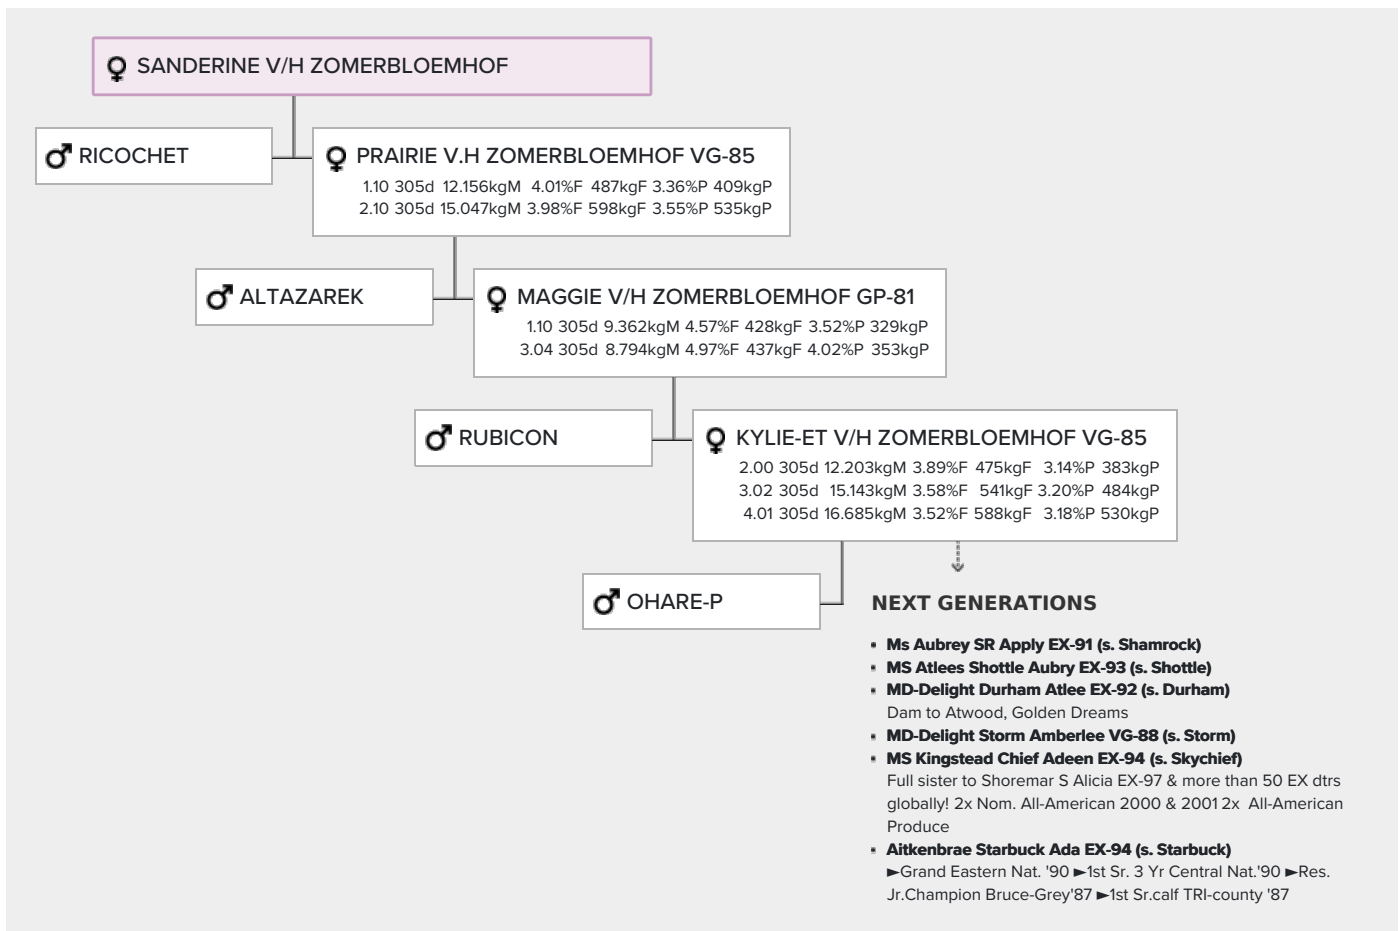 SANDERINE V/H ZOMERBLOEMHOF
RICOCHET
PRAIRIE V.H ZOMERBLOEMHOF VG-85
1.10 305d 12.156kgM 4.01%F 487kgF 3.36%P 409kgP
2.10 305d 15.047kgM 3.98%F 598kgF 3.55%P 535kgP
ALTAZAREK
MAGGIE V/H ZOMERBLOEMHOF GP-81
1.10 305d 9.362kgM 4.57%F 428kgF 3.52%P 329kgP
3.04 305d 8.794kgM 4.97%F 437kgF 4.02%P 353kgP
RUBICON
KYLIE-ET V/H ZOMERBLOEMHOF VG-85
2.00 305d 12.203kgM 3.89%F 475kgF 3.14%P 383kgP
3.02 305d 15.143kgM 3.58%F 541kgF 3.20%P 484kgP
4.01 305d 16.685kgM 3.52%F 588kgF 3.18%P 530kgP
OHARE-P
NEXT GENERATIONS
▪ Ms Aubrey SR Apply EX-91 (s. Shamrock)
▪ MS Atlees Shottle Aubry EX-93 (s. Shottle)
▪ MD-Delight Durham Atlee EX-92 (s. Durham)
Dam to Atwood, Golden Dreams
▪ MD-Delight Storm Amberlee VG-88 (s. Storm)
▪ MS Kingstead Chief Adeen EX-94 (s. Skychief)
Full sister to Shoremar S Alicia EX-97 & more than 50 EX dtrs
globally! 2x Nom. All-American 2000 & 2001 2x All-American
Produce
▪ Aitkenbrae Starbuck Ada EX-94 (s. Starbuck)
►Grand Eastern Nat. '90 ►1st Sr. 3 Yr Central Nat.'90 ►Res.
Jr.Champion Bruce-Grey'87 ►1st Sr.calf TRI-county '87